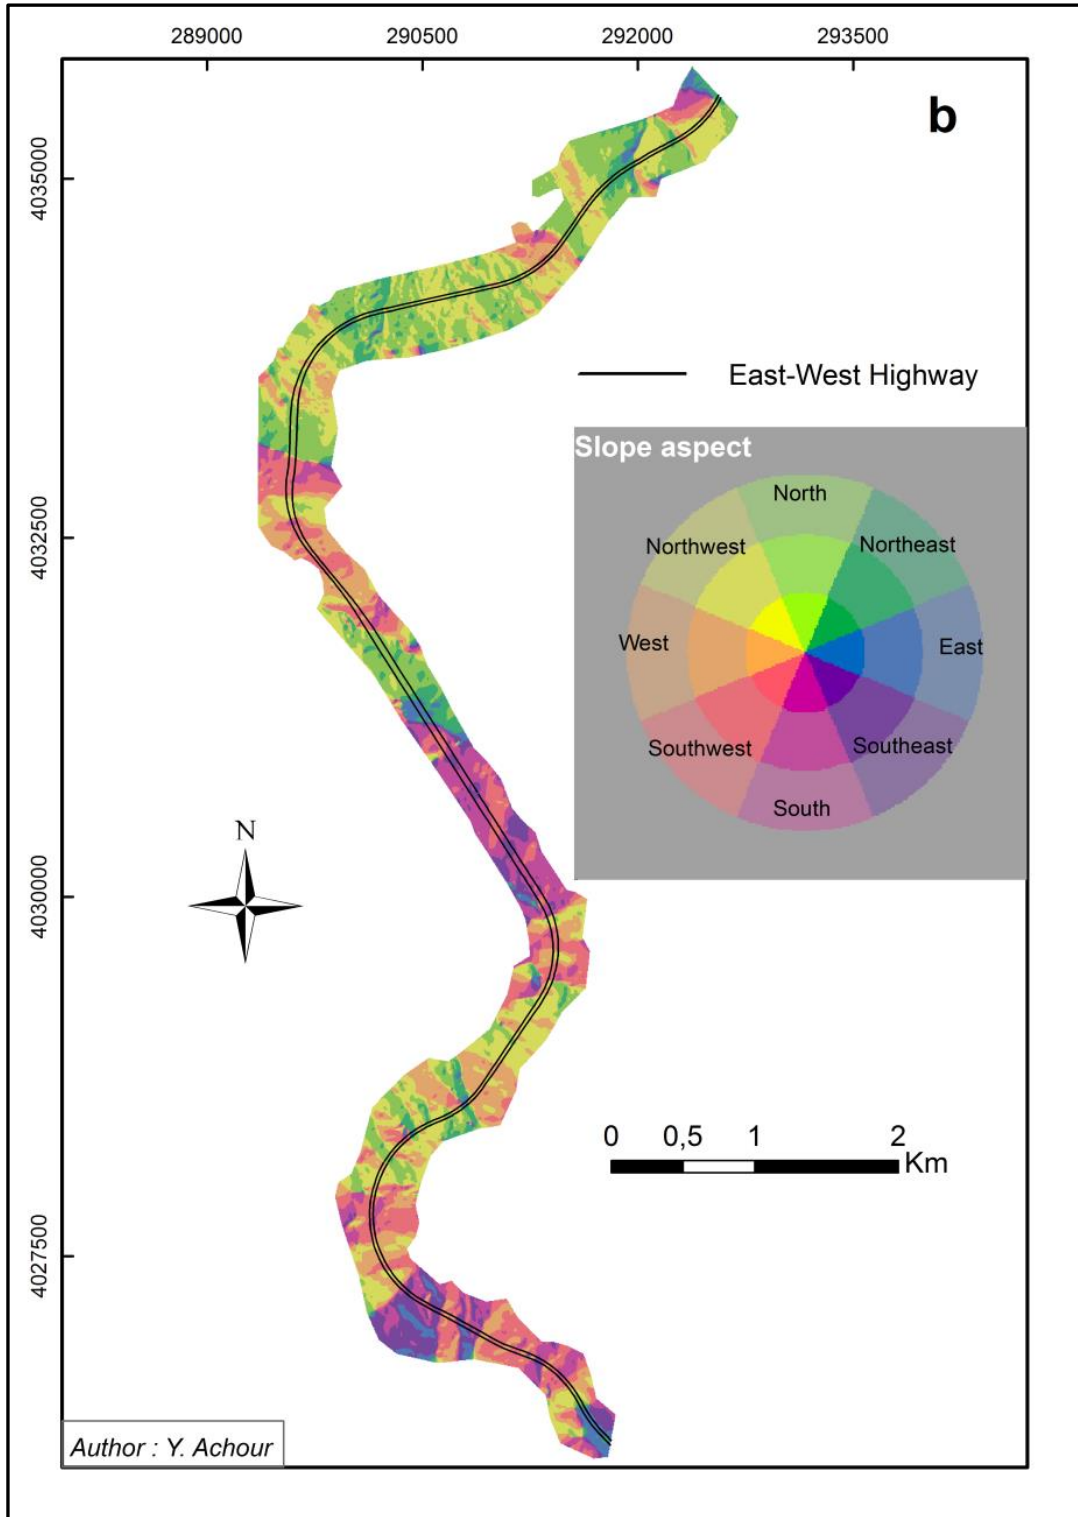 289000 290500 292000 293500
b
4035000
East-West Highway
Slope aspect
North
Northwest Northeast
4032500
West East
Southwest Southeast
South
N
4030000
0 0,5 1 2
Km
4027500
Author : Y. Achour